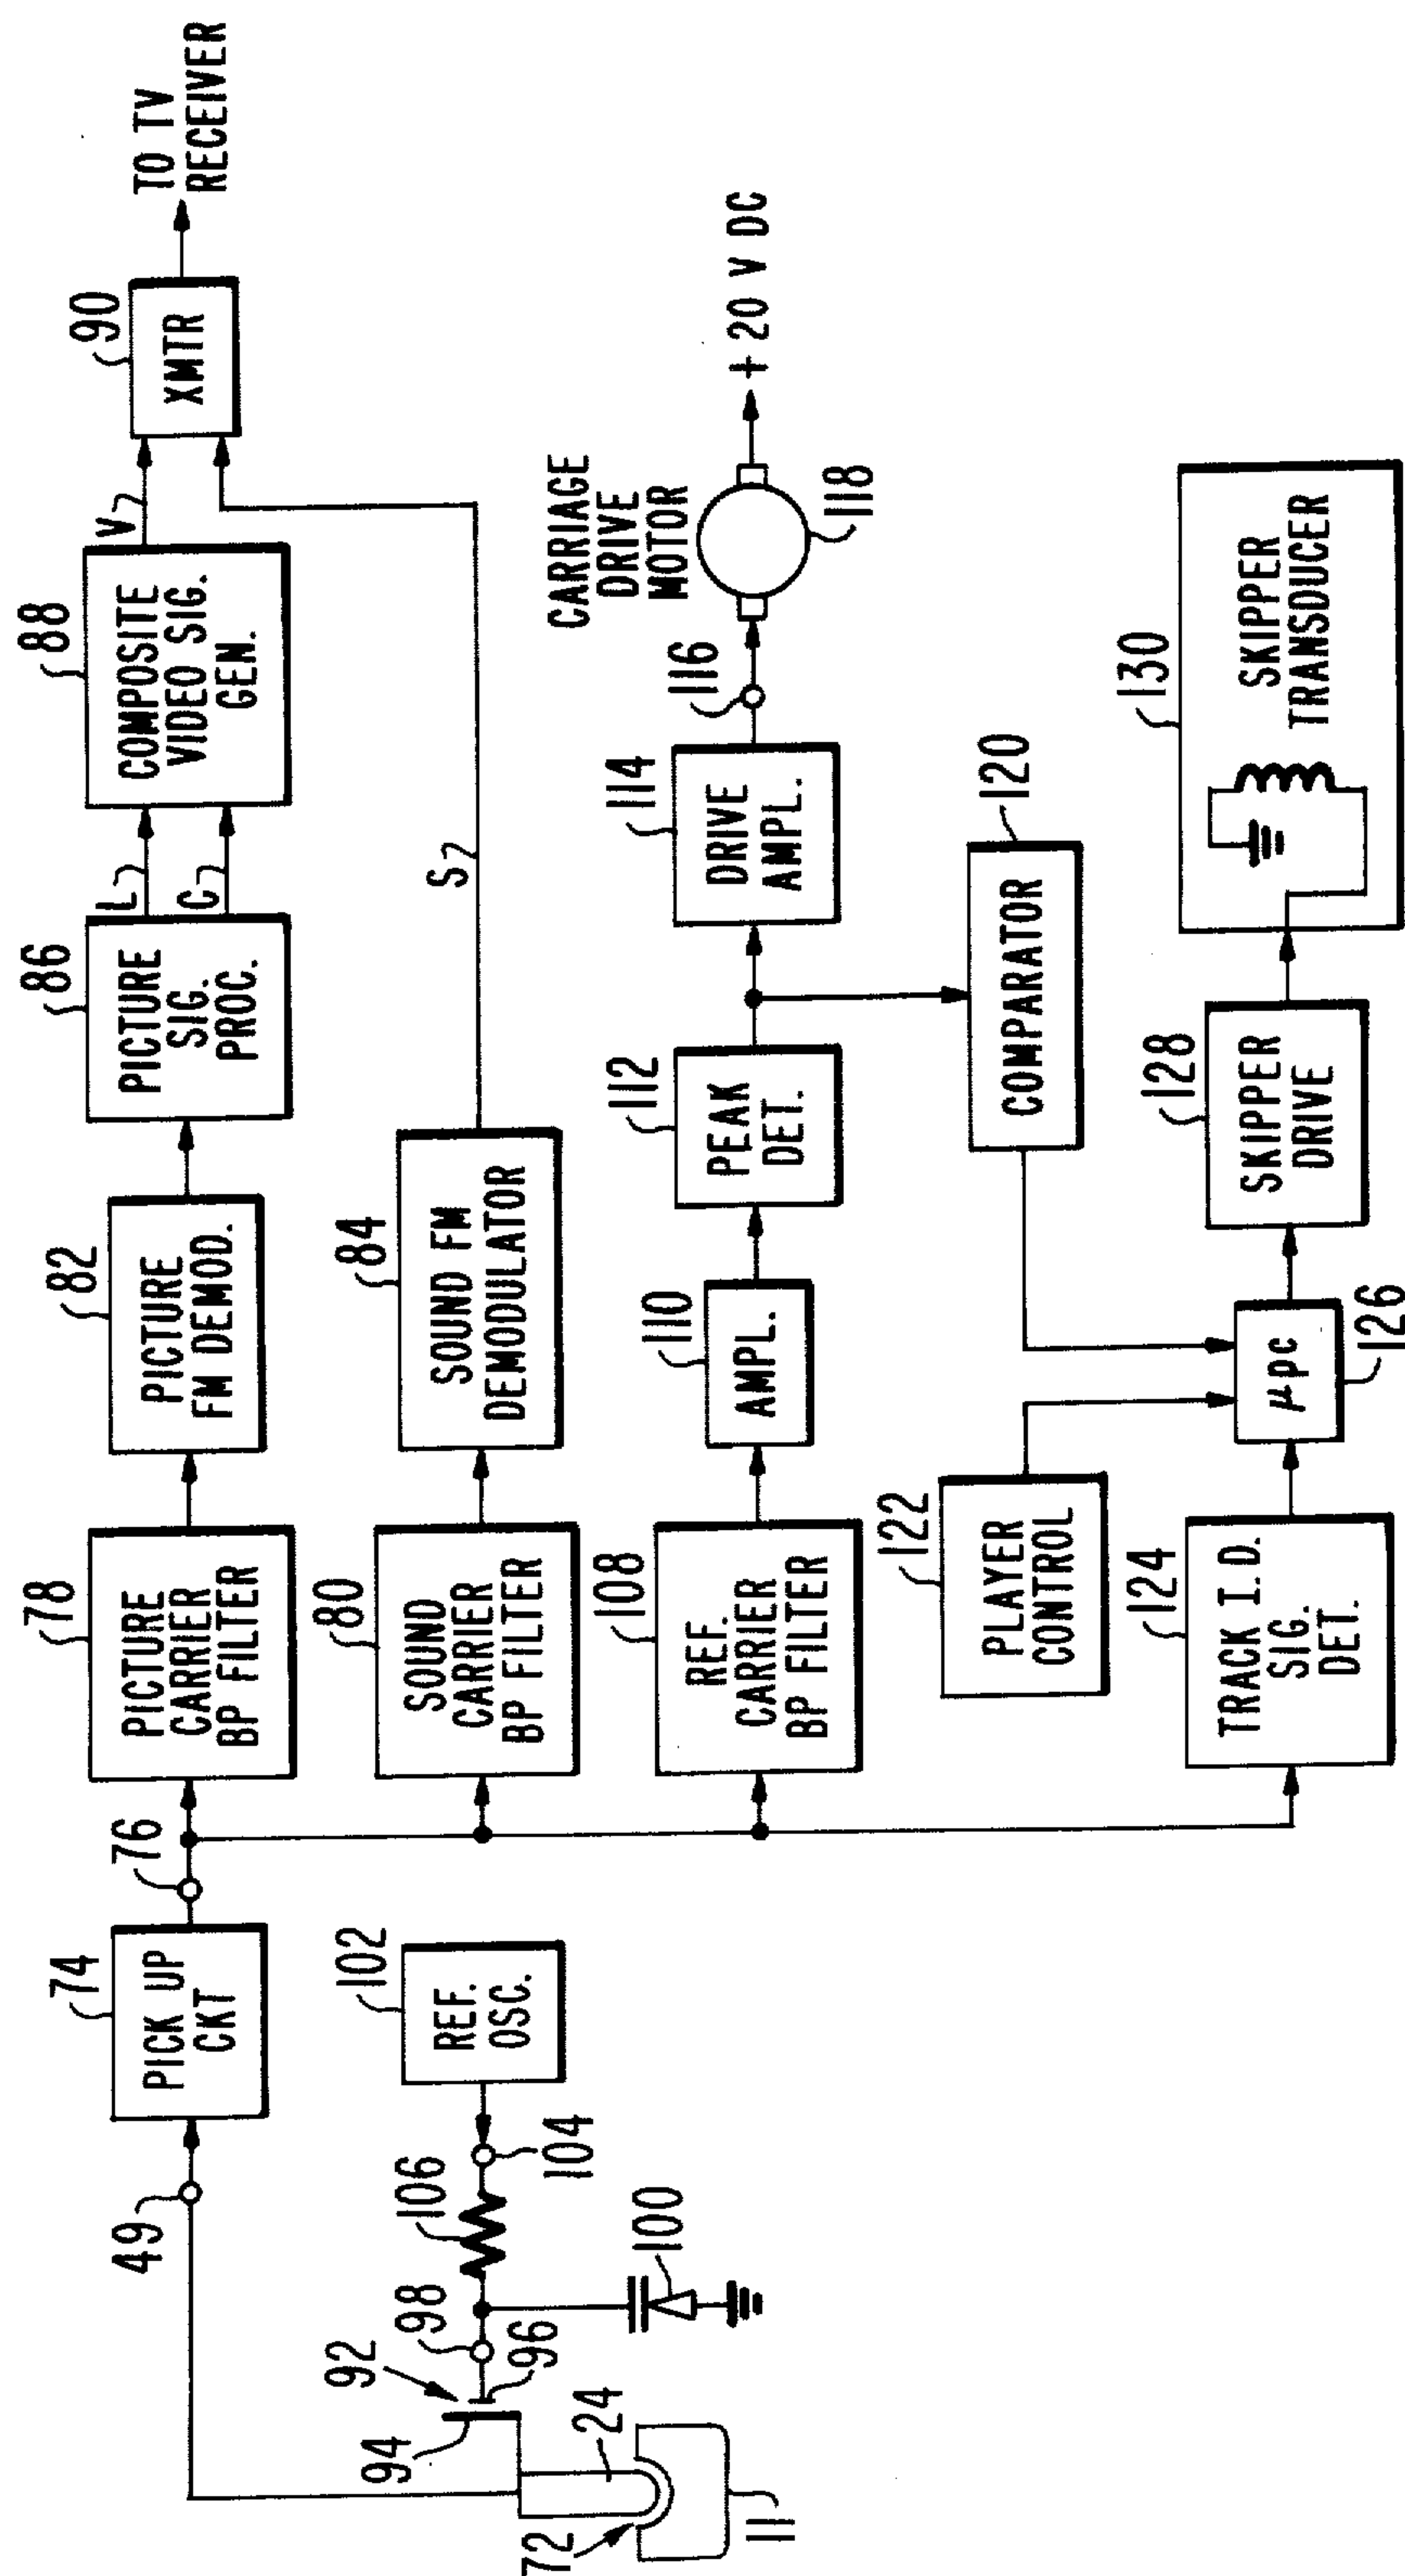 49
74
PICK UP
CKT
76
78
PICTURE
CARRIER
BP FILTER
82
PICTURE
FM DEMOD.
86
PICTURE
SIG.
PROC.
L
C
88
COMPOSITE
VIDEO SIG.
GEN.
V
90
XMTR
TO TV
RECEIVER
80
SOUND
CARRIER
BP FILTER
84
SOUND FM
DEMODULATOR
S
102
REF.
OSC.
104
106
98
96
92
94
100
24
72
11
108
REF.
CARRIER
BP FILTER
110
AMPL.
112
PEAK
DET.
114
DRIVE
AMPL.
116
CARRIAGE
DRIVE
MOTOR
118
+ 20 V DC
120
COMPARATOR
122
PLAYER
CONTROL
124
TRACK I.D.
SIG.
DET.
126
μpc
128
SKIPPER
DRIVE
130
SKIPPER
TRANSDUCER